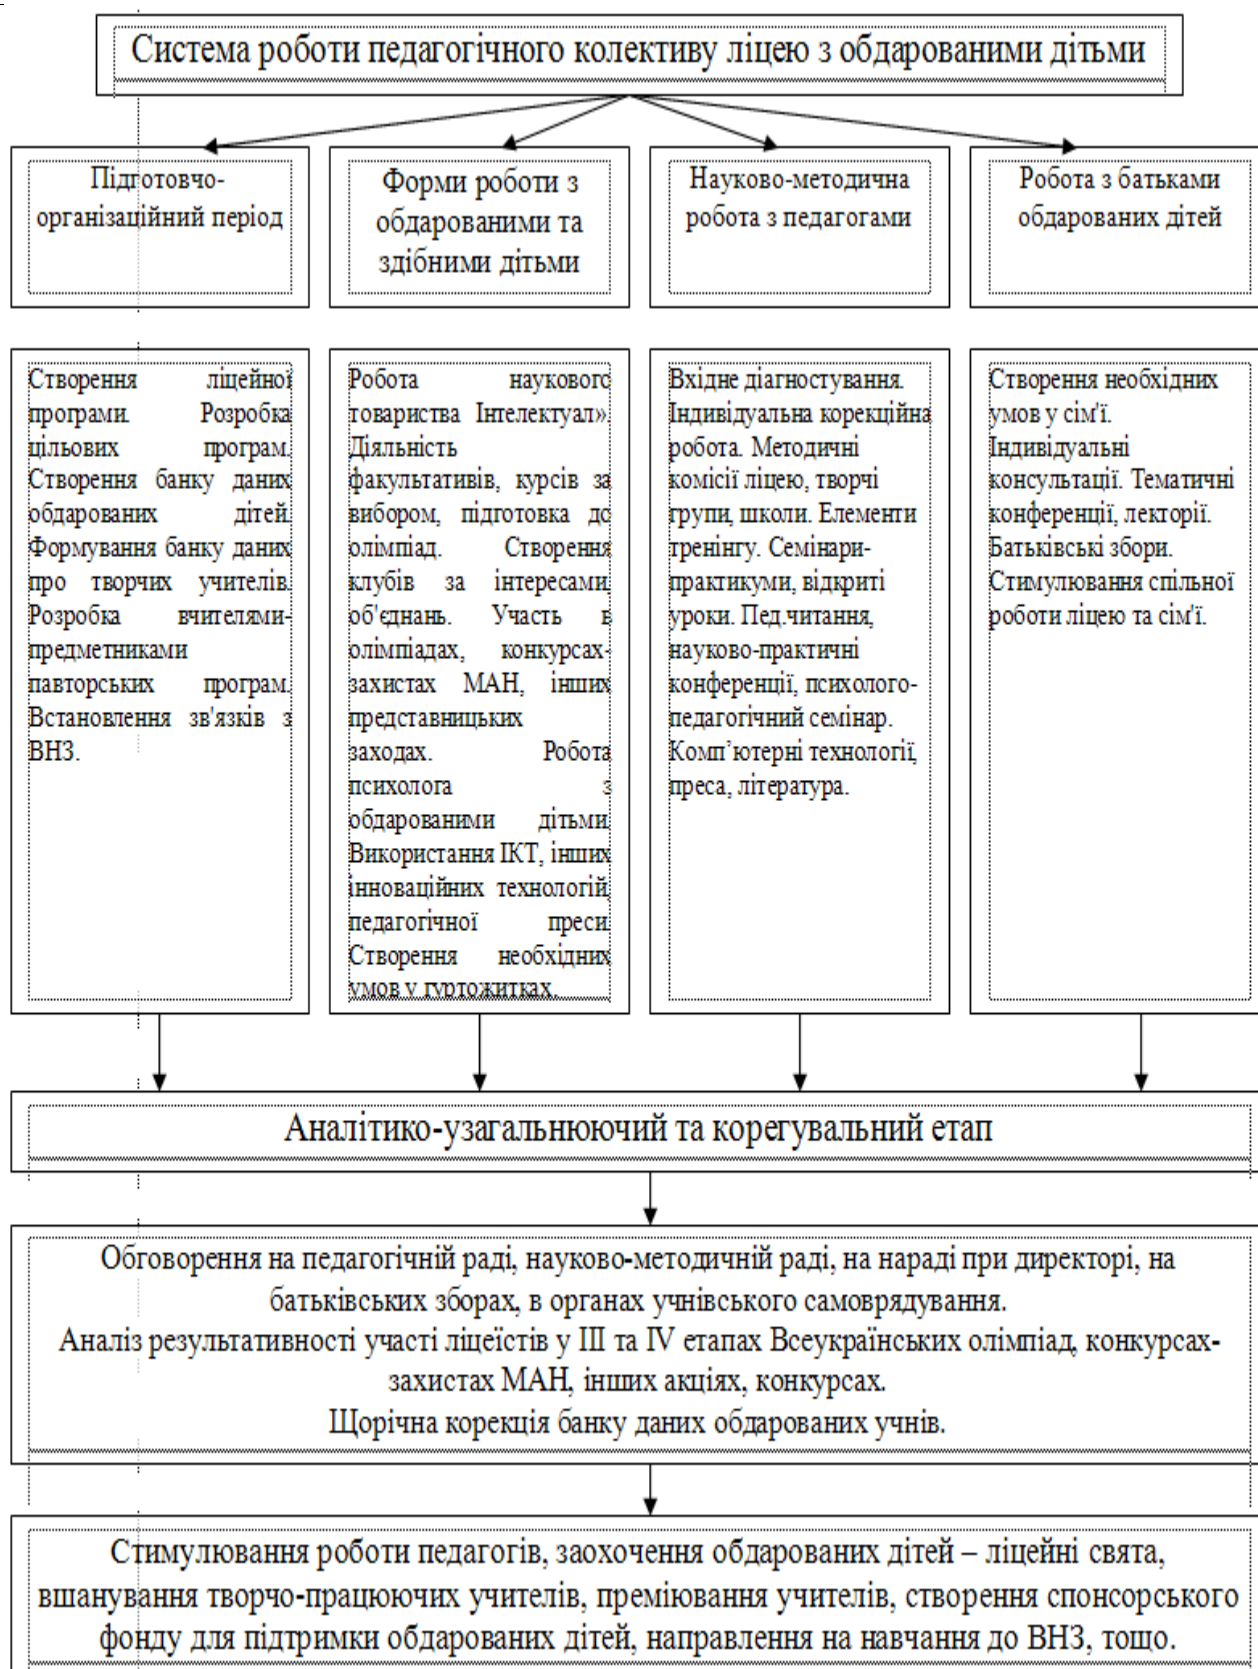 Система роботи педагогічного колективу ліцею з обдарованими дітьми
Підготовчо-
організаційний період
Форми роботи з
обдарованими та
здібними дітьми
Науково-методична
робота з педагогами
Робота з батьками
обдарованих дітей
Створення ліцейної
програми. Розробка
цільових програм.
Створення банку даних
обдарованих дітей.
Формування банку даних
про творчих учителів.
Розробка вчителями-
предметниками
павторських програм.
Встановлення зв'язків з
ВНЗ.
Робота наукового
товариства Інтелектуал».
Діяльність
факультативів, курсів за
вибором, підготовка до
олімпіад. Створення
клубів за інтересами,
об'єднань. Участь в
олімпіадах, конкурсах-
захистах МАН, інших
представницьких
заходах. Робота
психолога з
обдарованими дітьми.
Використання ІКТ, інших
інноваційних технологій,
педагогічної преси.
Створення необхідних
умов у гуртожитках.
Вхідне діагностування.
Індивідуальна корекційна
робота. Методичні
комісії ліцею, творчі
групи, школи. Елементи
тренінгу. Семінари-
практикуми, відкриті
уроки. Пед.читання,
науково-практичні
конференції, психолого-
педагогічний семінар.
Комп’ютерні технології,
преса, література.
Створення необхідних
умов у сім'ї.
Індивідуальні
консультації. Тематичні
конференції, лекторії.
Батьківські збори.
Стимулювання спільної
роботи ліцею та сім'ї.
Аналітико-узагальнюючий та корегувальний етап
Обговорення на педагогічній раді, науково-методичній раді, на нараді при директорі, на
батьківських зборах, в органах учнівського самоврядування.
Аналіз результативності участі ліцеїстів у ІІІ та ІV етапах Всеукраїнських олімпіад, конкурсах-
захистах МАН, інших акціях, конкурсах.
Щорічна корекція банку даних обдарованих учнів.
Стимулювання роботи педагогів, заохочення обдарованих дітей – ліцейні свята,
вшанування творчо-працюючих учителів, преміювання учителів, створення спонсорського
фонду для підтримки обдарованих дітей, направлення на навчання до ВНЗ, тощо.